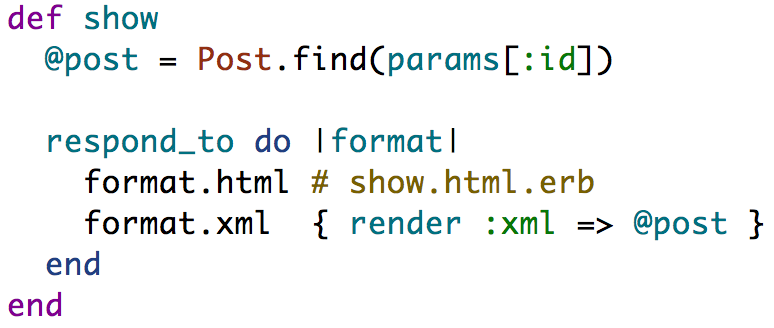 def show
  @post = Post.find(params[:id])

  respond_to do |format|
    format.html # show.html.erb
    format.xml  { render :xml => @post }
  end
end